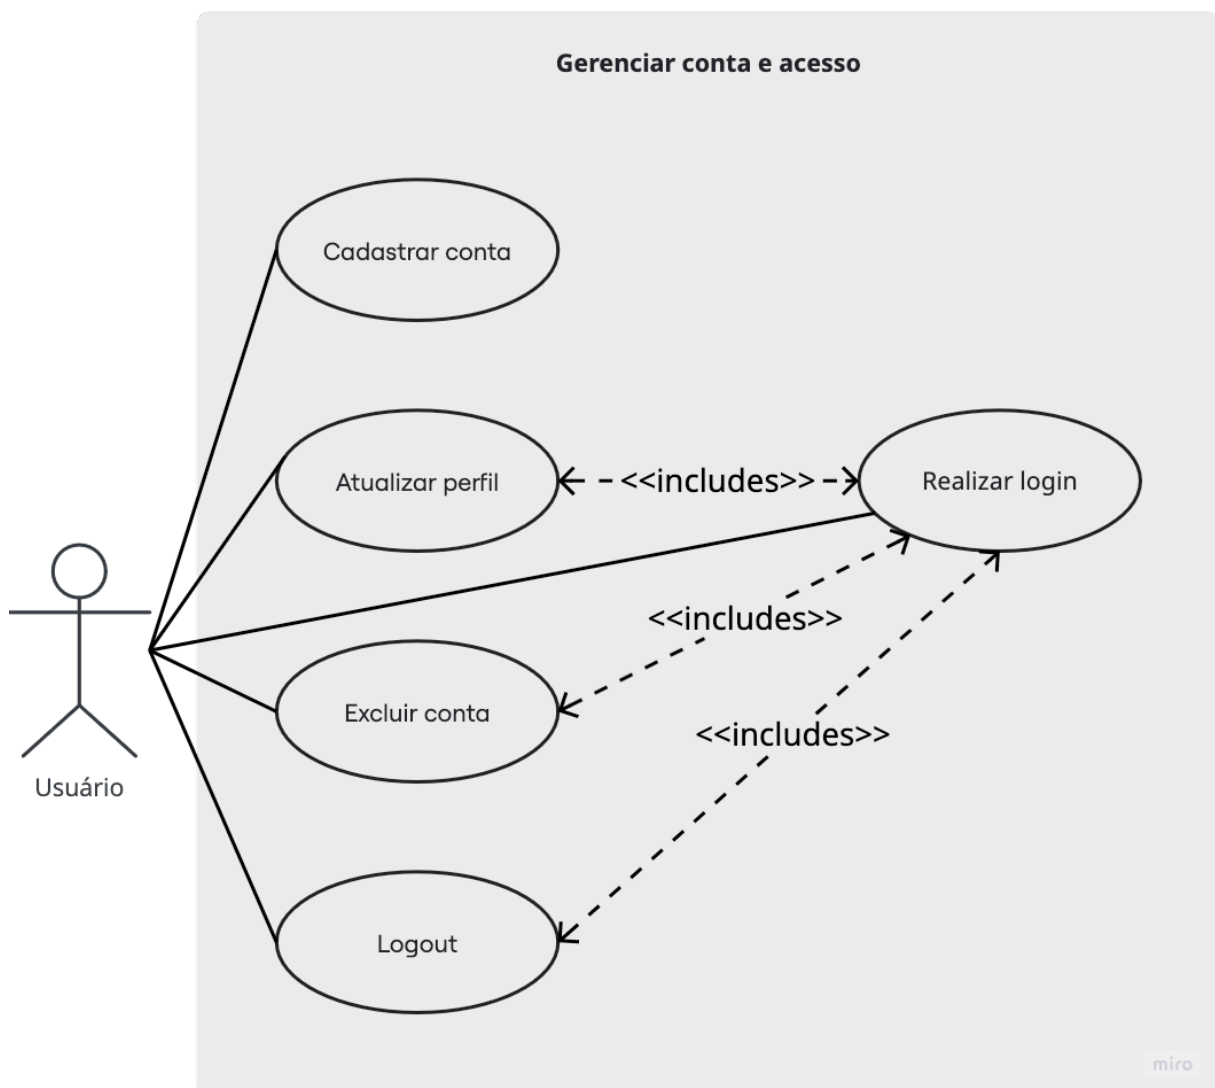 Gerenciar conta e acesso
Cadastrar conta
Atualizar perfil
<<includes>>
Realizar login
<<includes>>
Excluir conta
<<includes>>
Usuário
Logout
miro